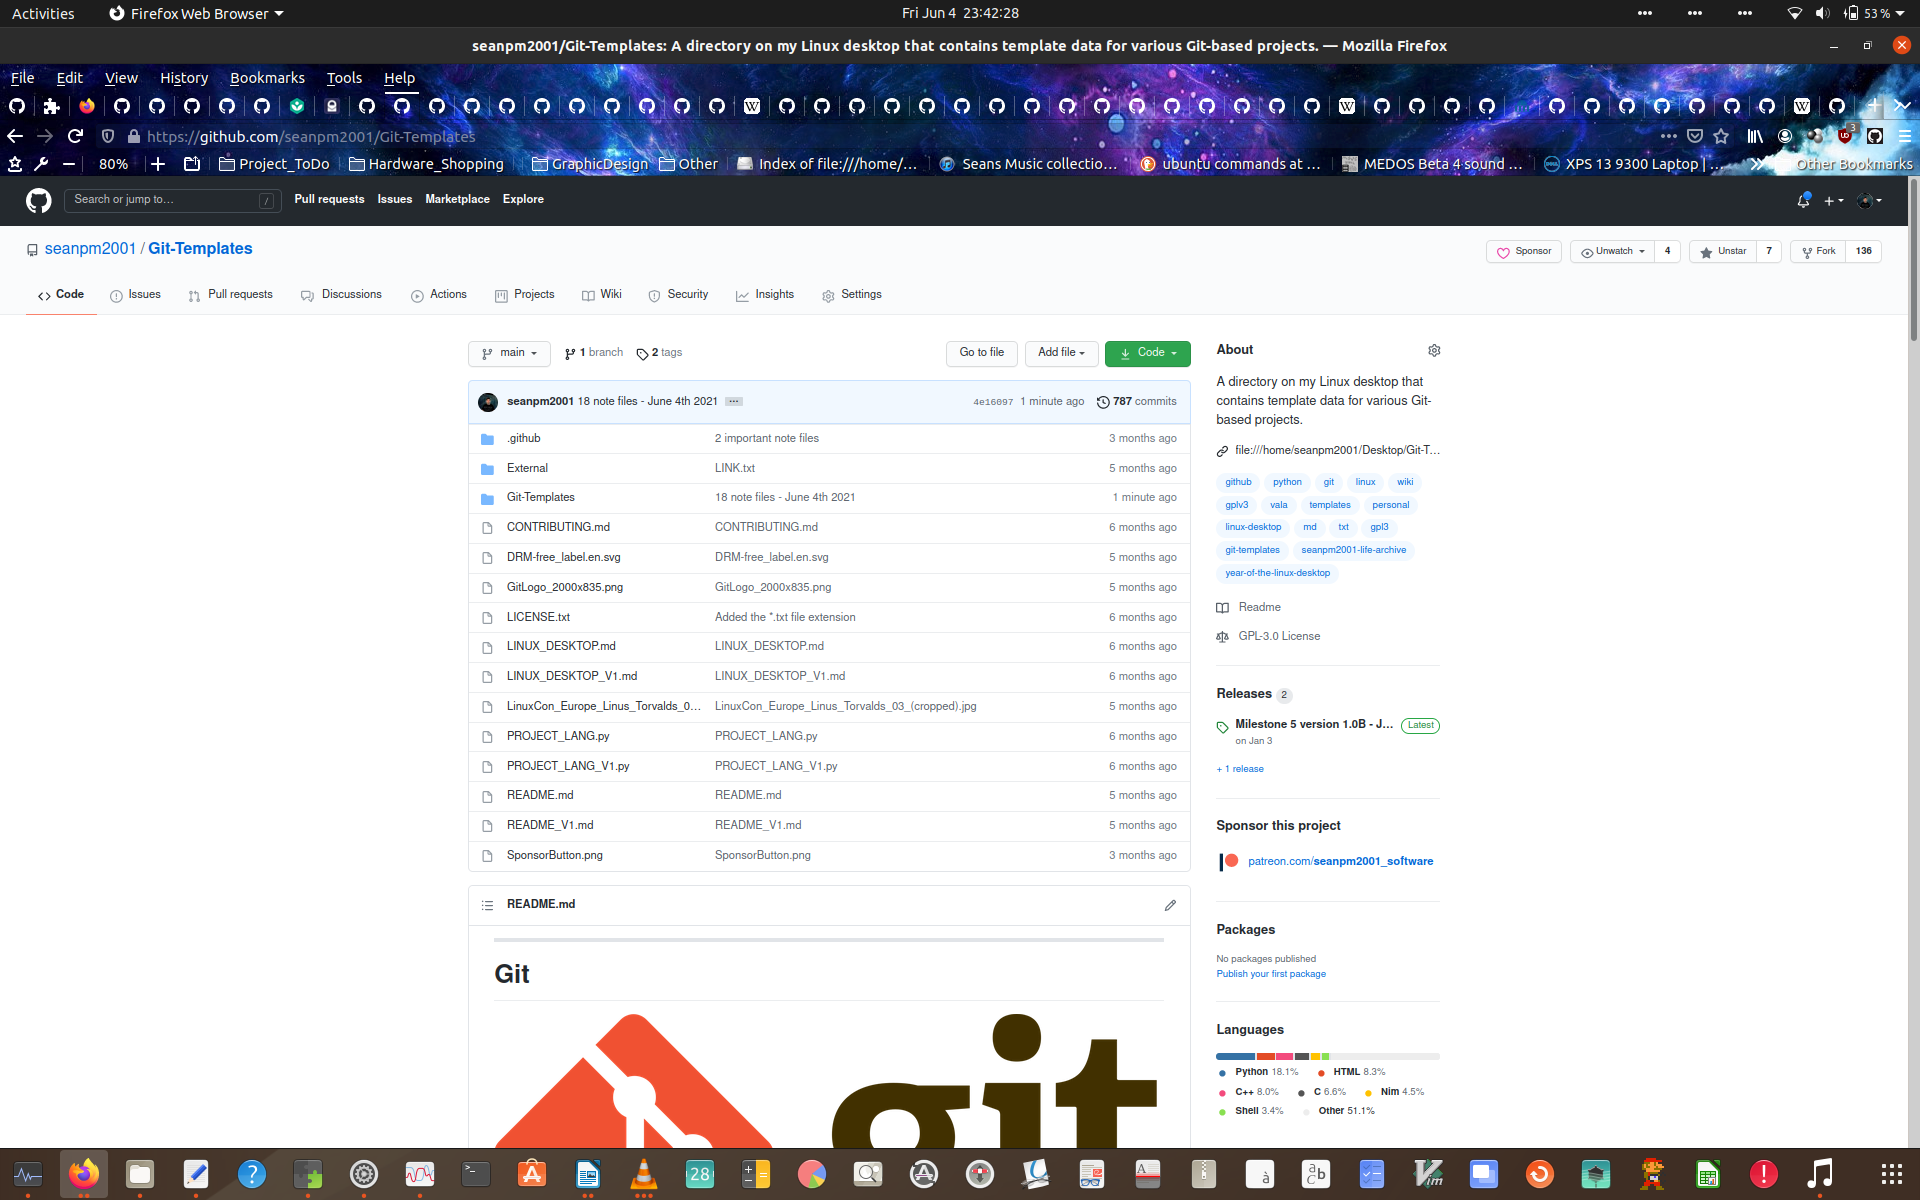 Activities Firefox Web Browser Fri Jun 4 23:42:28 53 %
seanpm2001/Git-Templates: A directory on my Linux desktop that contains template data for various Git-based projects. — Mozilla Firefox
File Edit View History Bookmarks Tools Help
https://github.com/seanpm2001/Git-Templates
80% Project_ToDo Hardware_Shopping GraphicDesign Other Index of file:///home/... Seans Music collectio... ubuntu commands at ... MEDOS Beta 4 sound ... XPS 13 9300 Laptop | ... Other Bookmarks
Search or jump to... / Pull requests Issues Marketplace Explore
seanpm2001 / Git-Templates Sponsor Unwatch 4 Unstar 7 Fork 136
Code Issues Pull requests Discussions Actions Projects Wiki Security Insights Settings
main 1 branch 2 tags Go to file Add file Code
seanpm2001 18 note files - June 4th 2021 ... 4e16097 1 minute ago 787 commits
.github 2 important note files 3 months ago
External LINK.txt 5 months ago
Git-Templates 18 note files - June 4th 2021 1 minute ago
CONTRIBUTING.md CONTRIBUTING.md 6 months ago
DRM-free_label.en.svg DRM-free_label.en.svg 5 months ago
GitLogo_2000x835.png GitLogo_2000x835.png 5 months ago
LICENSE.txt Added the *.txt file extension 6 months ago
LINUX_DESKTOP.md LINUX_DESKTOP.md 6 months ago
LINUX_DESKTOP_V1.md LINUX_DESKTOP_V1.md 6 months ago
LinuxCon_Europe_Linus_Torvalds_0... LinuxCon_Europe_Linus_Torvalds_03_(cropped).jpg 5 months ago
PROJECT_LANG.py PROJECT_LANG.py 6 months ago
PROJECT_LANG_V1.py PROJECT_LANG_V1.py 6 months ago
README.md README.md 5 months ago
README_V1.md README_V1.md 5 months ago
SponsorButton.png SponsorButton.png 3 months ago
README.md
Git
git
About
A directory on my Linux desktop that
contains template data for various Git-
based projects.
file:///home/seanpm2001/Desktop/Git-T...
github python git linux wiki
gplv3 vala templates personal
linux-desktop md txt gpl3
git-templates seanpm2001-life-archive
year-of-the-linux-desktop
Readme
GPL-3.0 License
Releases 2
Milestone 5 version 1.0B - J... Latest
on Jan 3
+ 1 release
Sponsor this project
patreon.com/seanpm2001_software
Packages
No packages published
Publish your first package
Languages
Python 18.1% HTML 8.3%
C++ 8.0% C 6.6% Nim 4.5%
Shell 3.4% Other 51.1%
28